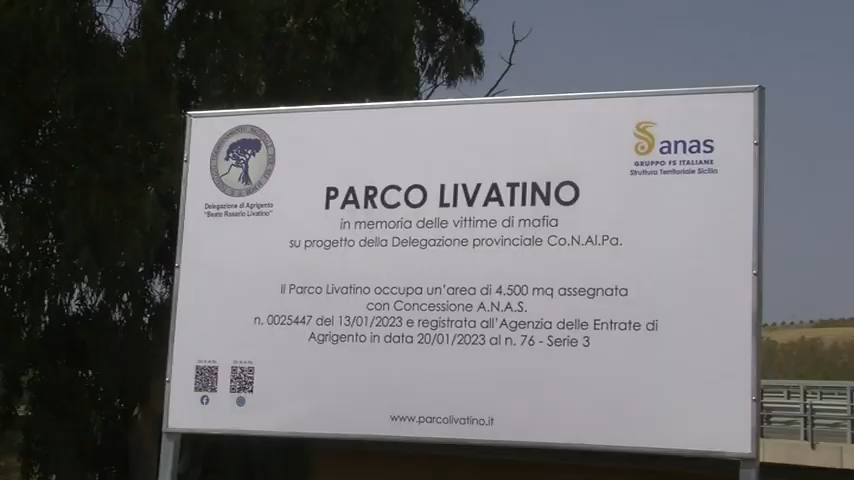 Delegazione di Agrigento
"Beato Rosario Livatino"
anas
GRUPPO FS ITALIANE
Struttura Territoriale Sicilia
PARCO LIVATINO
in memoria delle vittime di mafia
su progetto della Delegazione provinciale Co.N.Al.Pa.
Il Parco Livatino occupa un'area di 4.500 mq assegnata
con Concessione A.N.A.S.
n. 0025447 del 13/01/2023 e registrata all'Agenzia delle Entrate di
Agrigento in data 20/01/2023 al n. 76 - Serie 3
www.parcolivatino.it